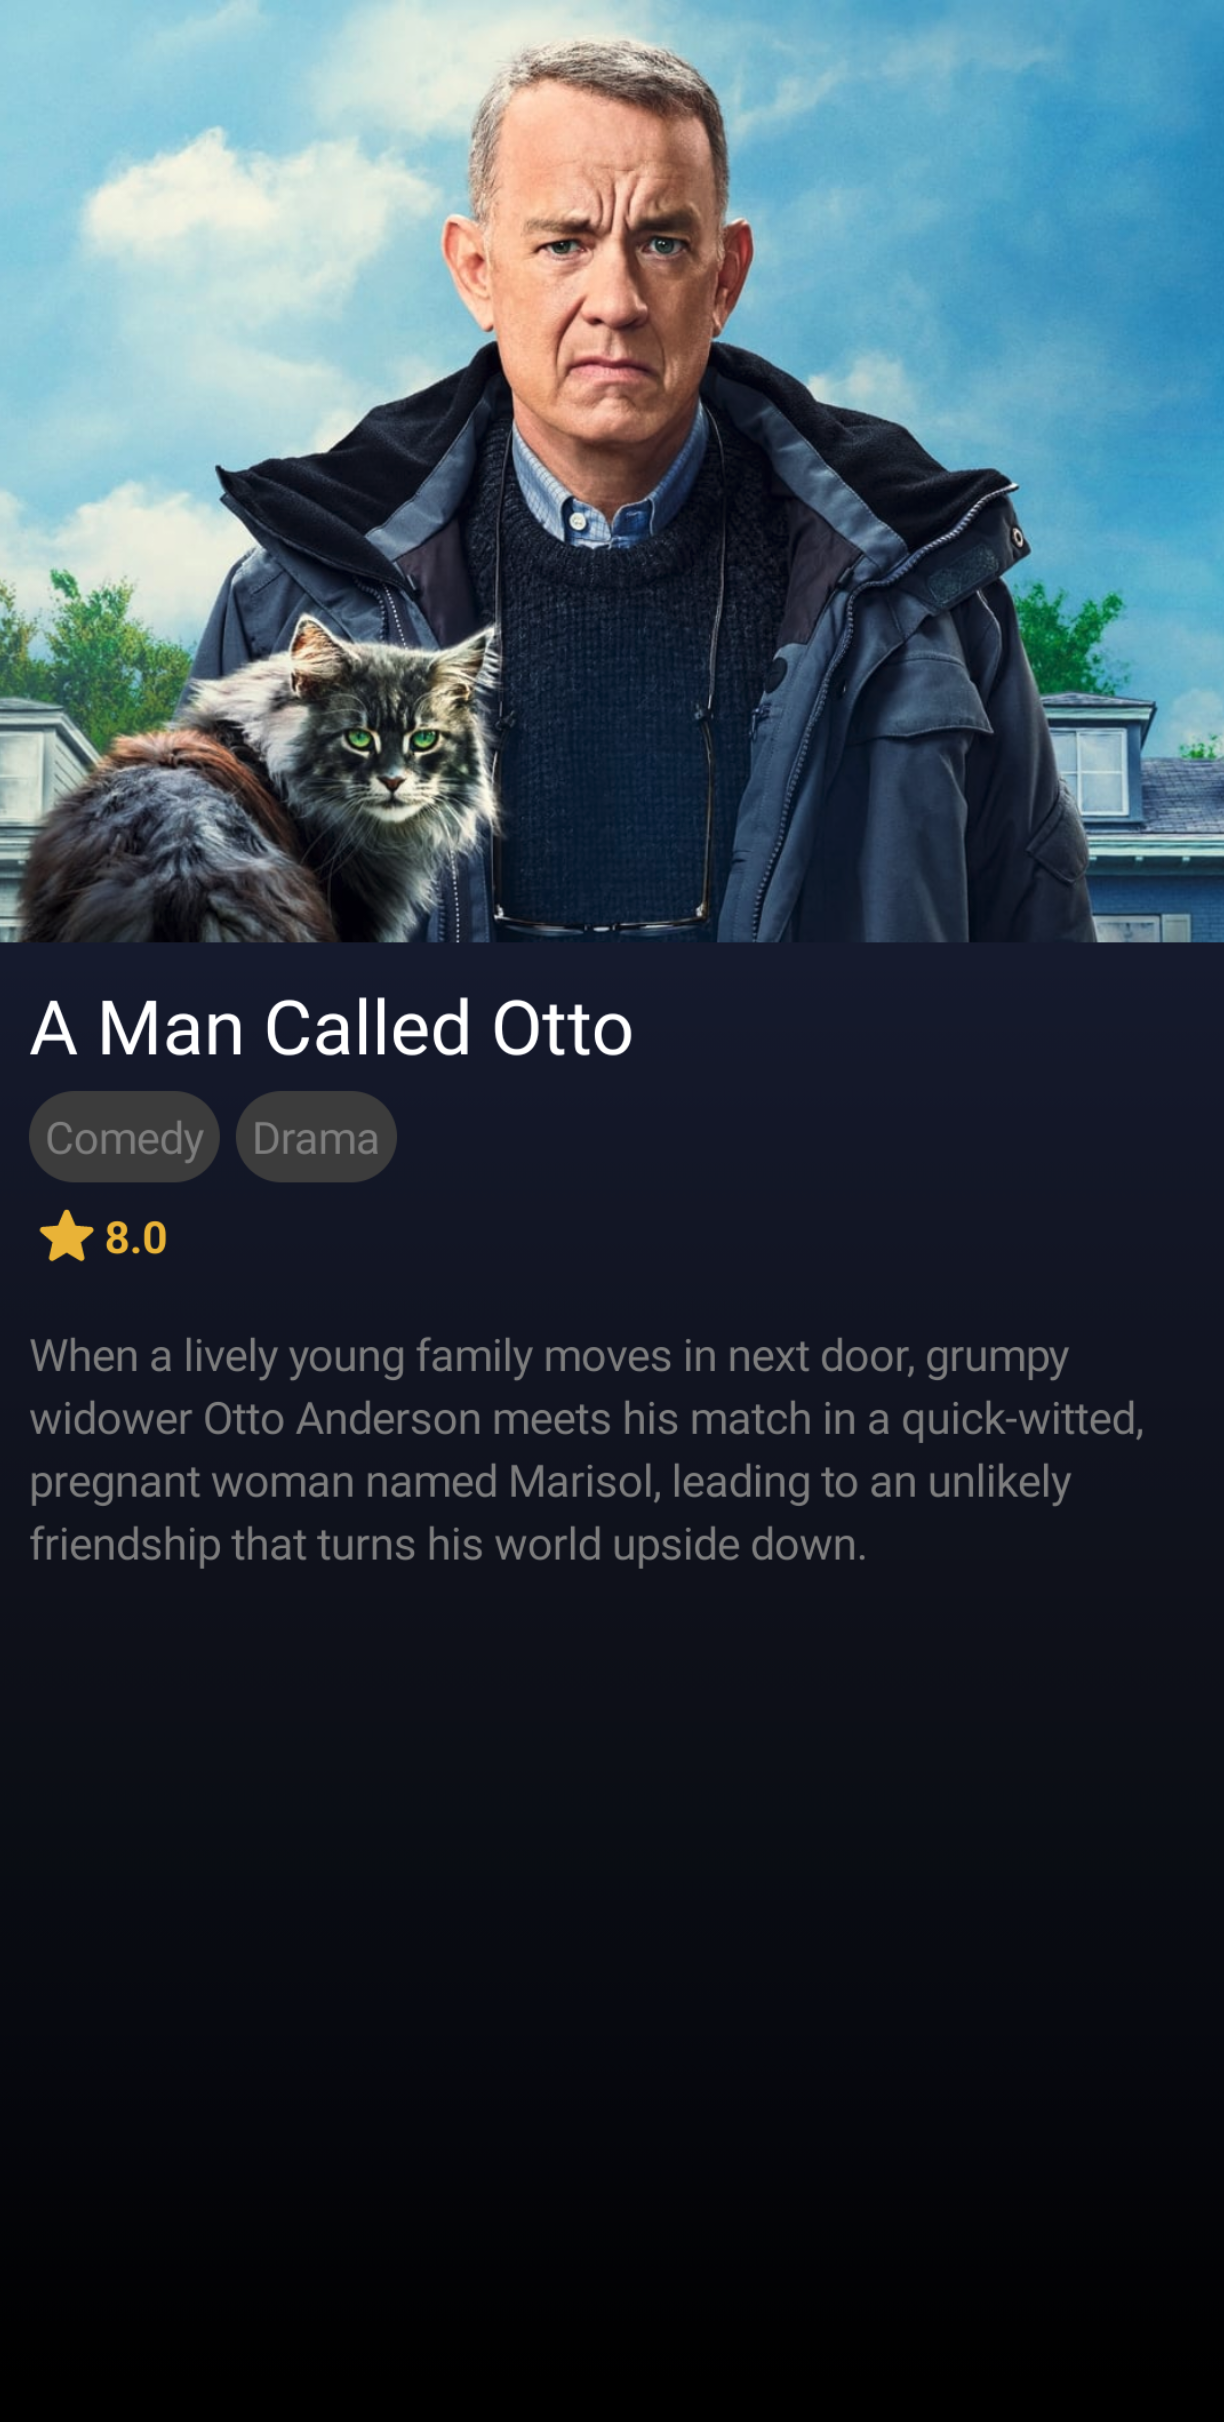 A Man Called Otto
Comedy Drama
8.0
When a lively young family moves in next door, grumpy
widower Otto Anderson meets his match in a quick-witted,
pregnant woman named Marisol, leading to an unlikely
friendship that turns his world upside down.